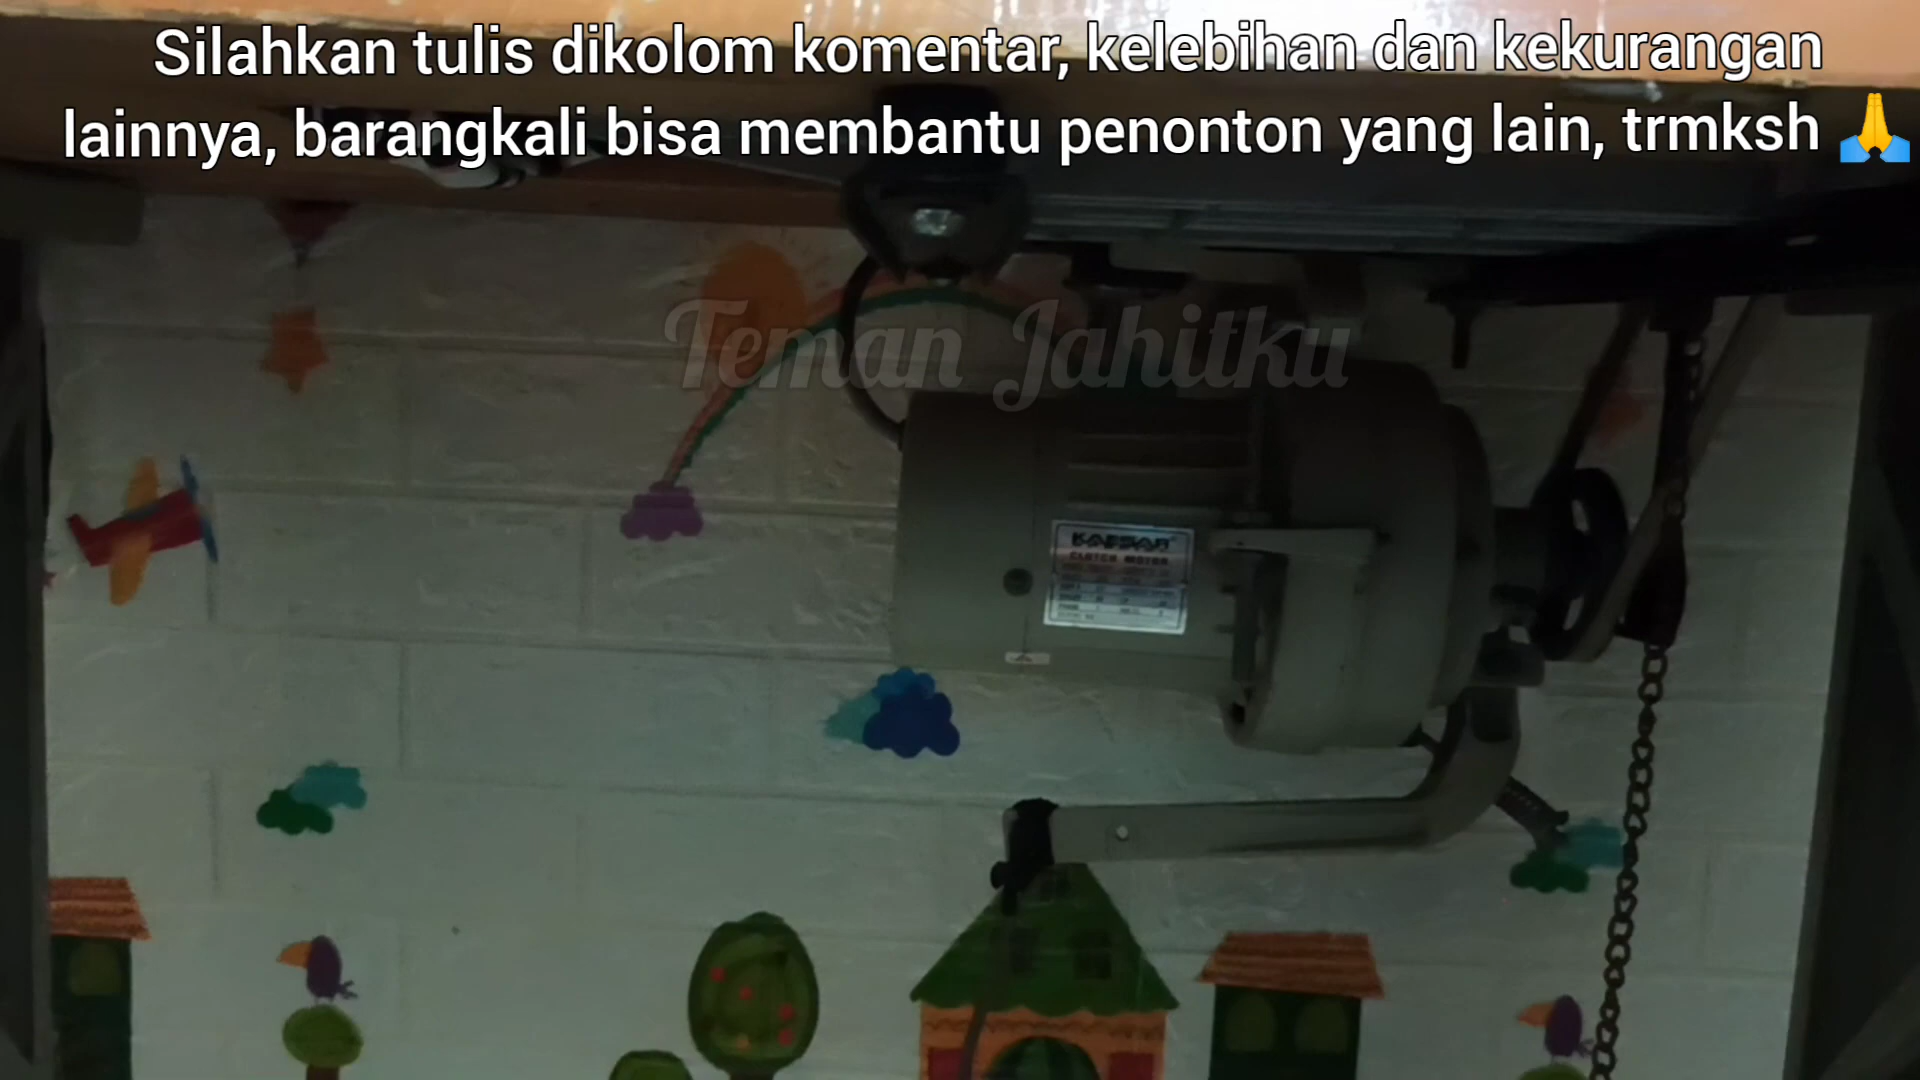 Silahkan tulis dikolom komentar, kelebihan dan kekurangan
lainnya, barangkali bisa membantu penonton yang lain, trmksh 🙏
Teman Jahitku
KAESAR
CLUTCH MOTOR